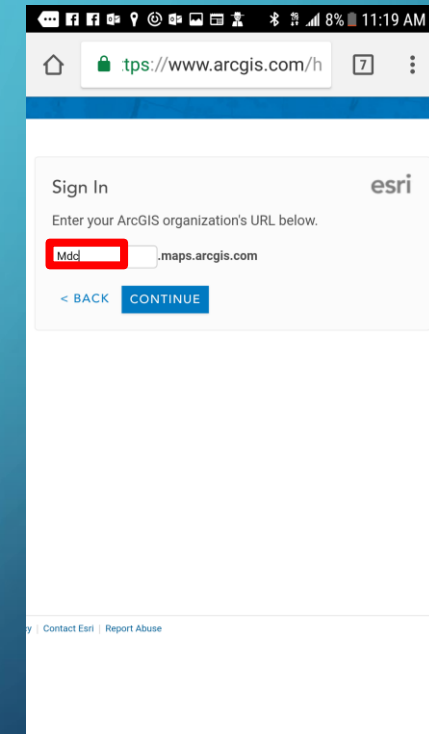 8% 11:19 AM
tps://www.arcgis.com/h 7
Sign In esri
Enter your ArcGIS organization's URL below.
Mdc .maps.arcgis.com
< BACK CONTINUE
y | Contact Esri | Report Abuse